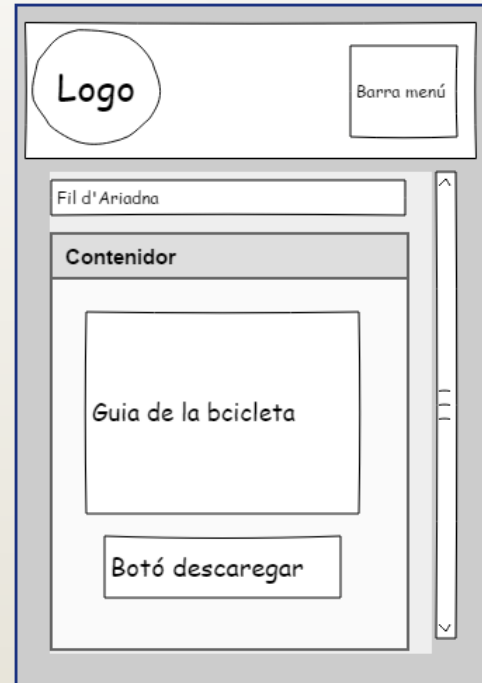 Logo
Barra menú
Fil d'Ariadna
Contenidor
Guia de la bcicleta
Botó descaregar